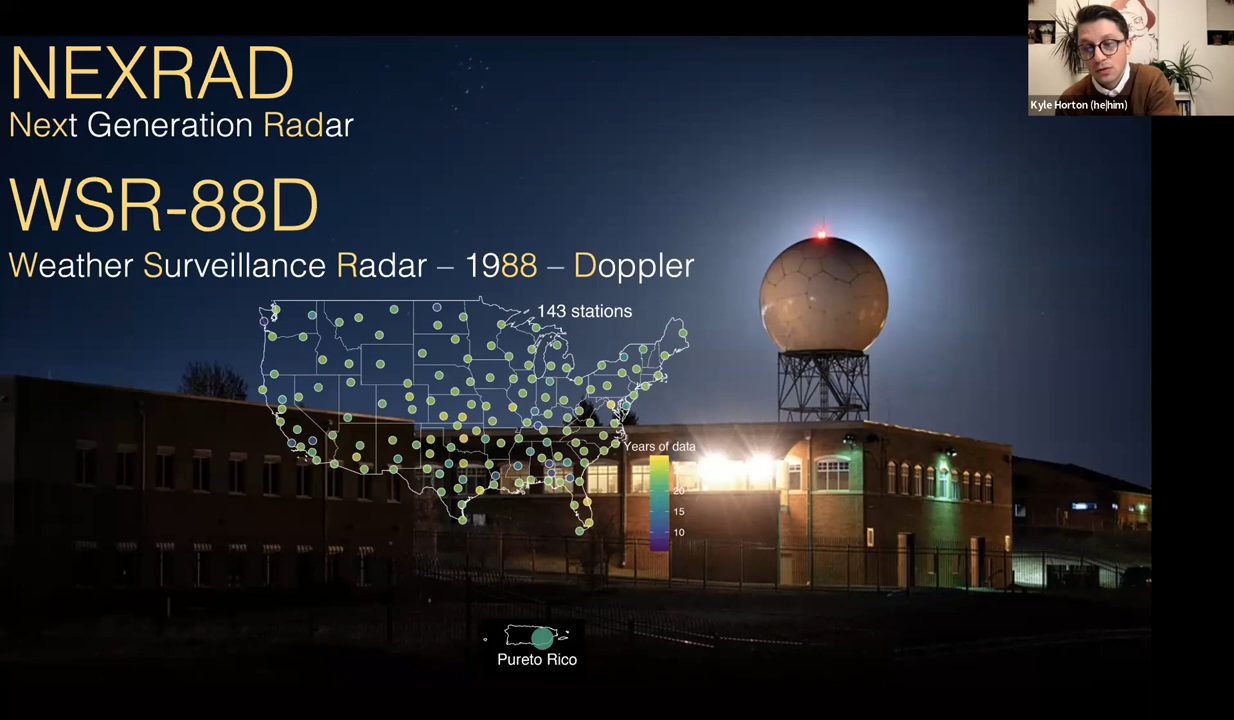 NEXRAD
Next Generation Radar
WSR-88D
Weather Surveillance Radar – 1988 – Doppler
143 stations
Years of data
20
15
10
Pureto Rico
Kyle Horton (he|him)